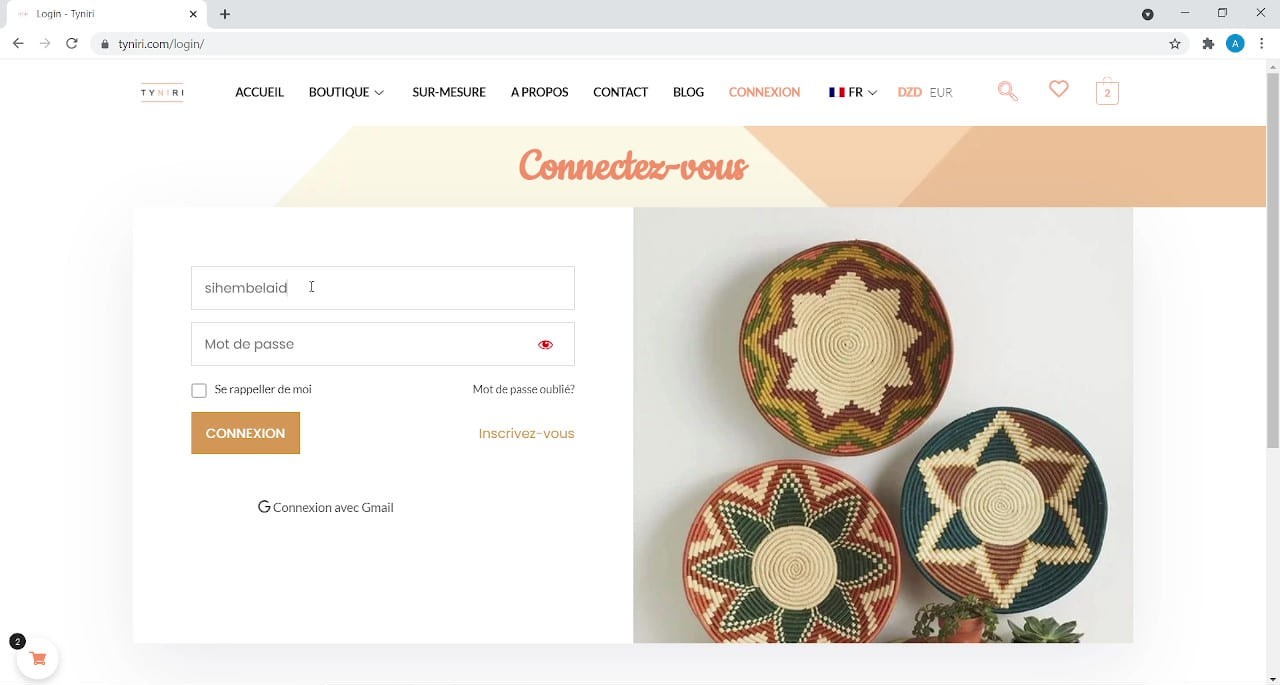 Login - Tyniri
tyniri.com/login/
A
TYNIRI
ACCUEIL BOUTIQUE SUR-MESURE A PROPOS CONTACT BLOG CONNEXION FR DZD EUR 2
Connectez-vous
sihembelaid
Mot de passe
Se rappeller de moi Mot de passe oublié?
CONNEXION Inscrivez-vous
G Connexion avec Gmail
2